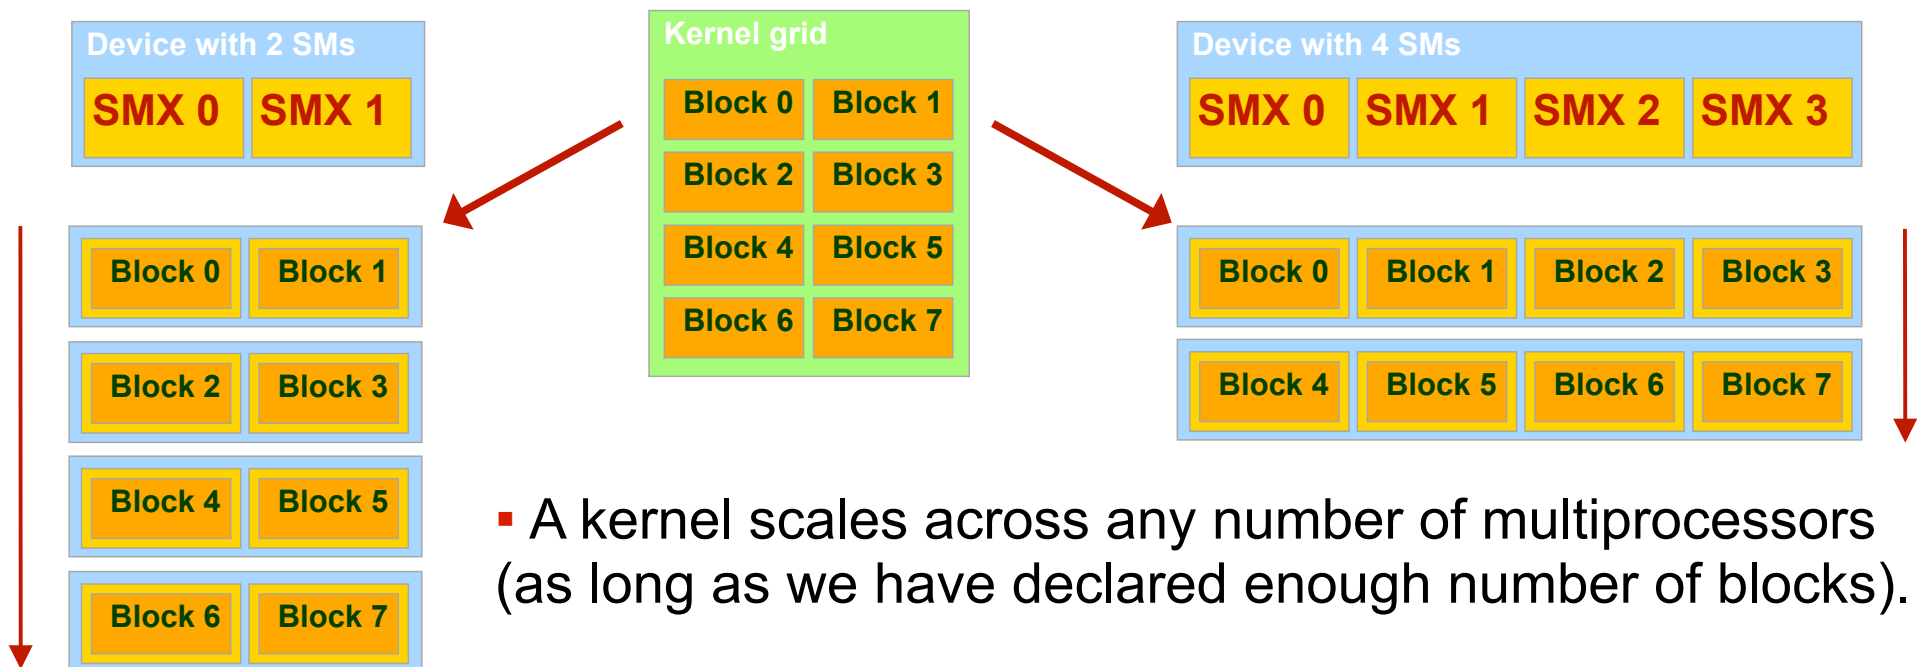 Device with 2 SMs
SMX 0 SMX 1
Kernel grid
Block 0 Block 1
Block 2 Block 3
Block 4 Block 5
Block 6 Block 7
Device with 4 SMs
SMX 0 SMX 1 SMX 2 SMX 3
Block 0 Block 1
Block 2 Block 3
Block 4 Block 5
Block 6 Block 7
Block 0 Block 1 Block 2 Block 3
Block 4 Block 5 Block 6 Block 7
▪ A kernel scales across any number of multiprocessors
(as long as we have declared enough number of blocks).